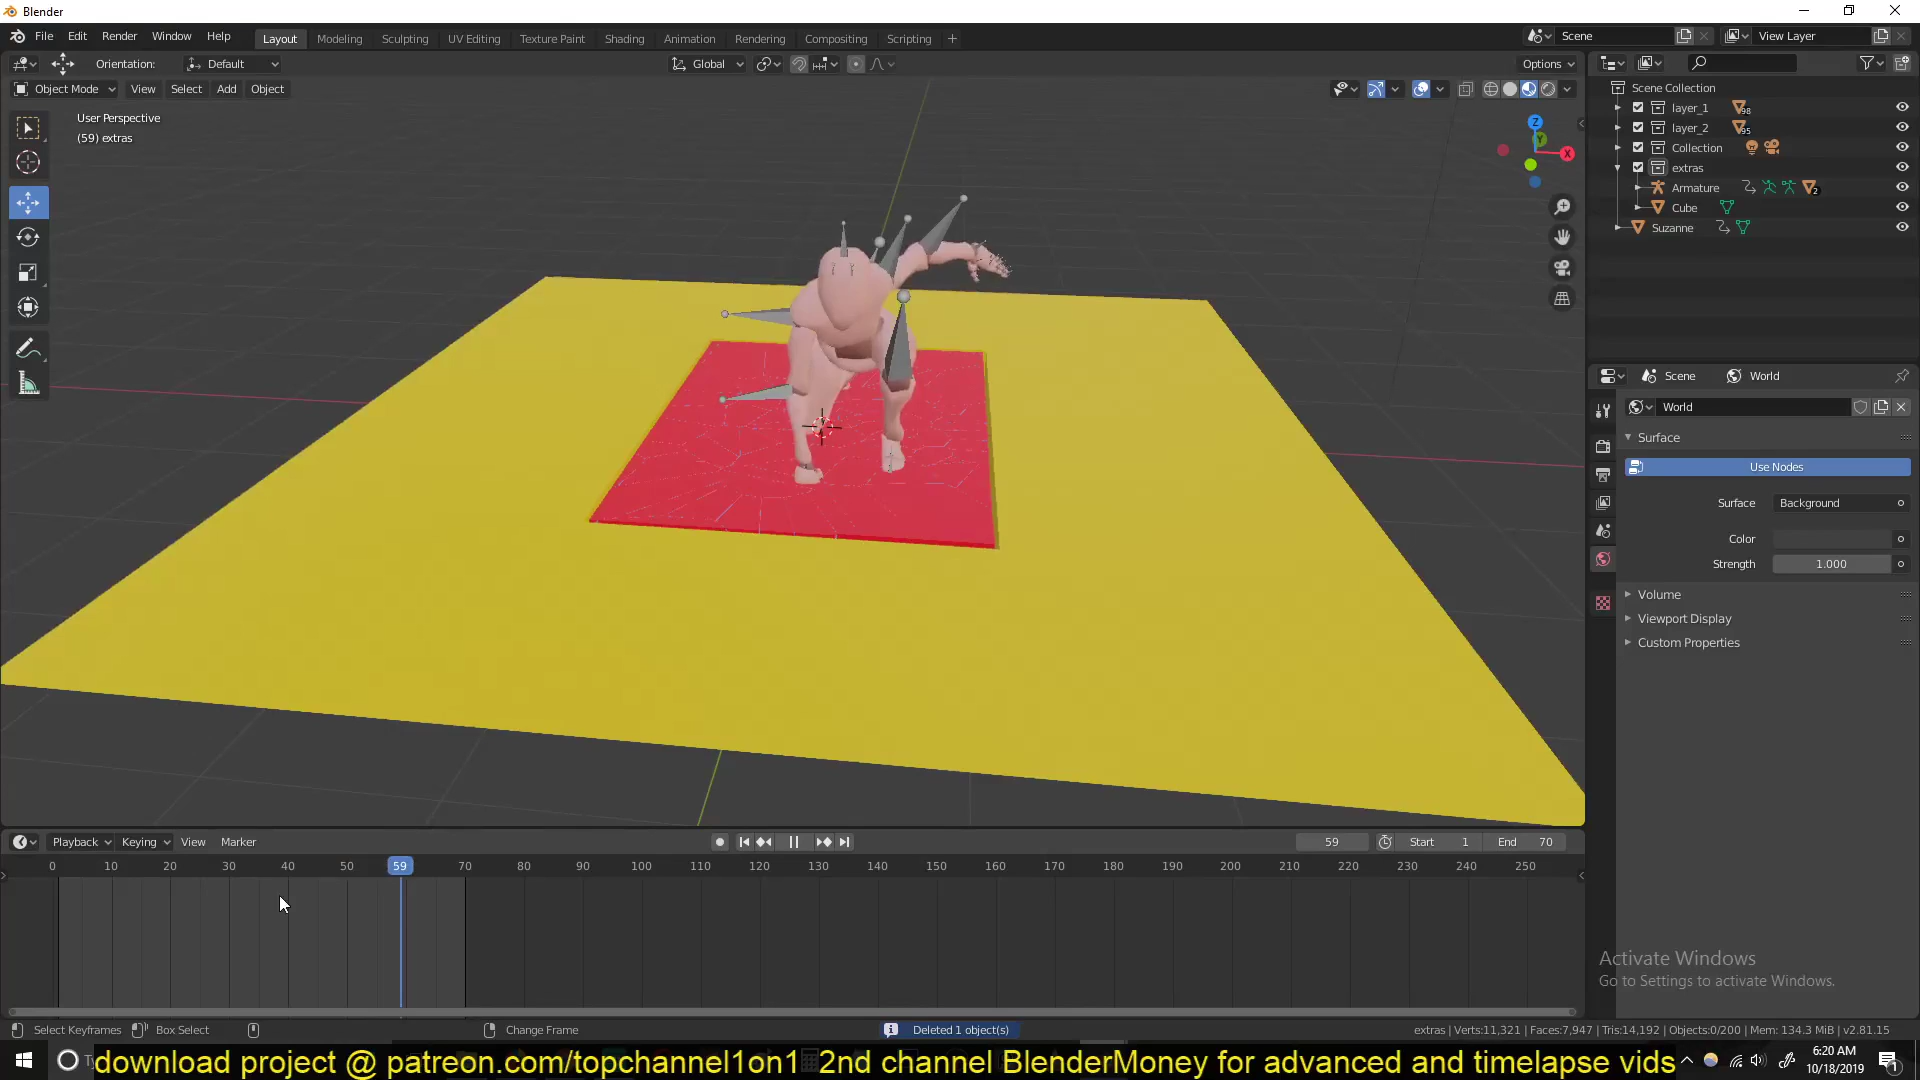 Blender
File Edit Render Window Help
Layout Modeling Sculpting UV Editing Texture Paint Shading Animation Rendering Compositing Scripting +
Scene
View Layer
Orientation: Default
Global
Options
Object Mode View Select Add Object
User Perspective
(59) extras
Z
Y
X
Scene Collection
layer_1 98
layer_2 95
Collection
extras
Armature 2
Cube
Suzanne
Scene World
World
Surface
Use Nodes
Surface Background
Color
Strength 1.000
Volume
Viewport Display
Custom Properties
Playback Keying View Marker
59 Start 1 End 70
0 10 20 30 40 50 59 70 80 90 100 110 120 130 140 150 160 170 180 190 200 210 220 230 240 250
Activate Windows
Go to Settings to activate Windows.
Select Keyframes Box Select Change Frame
Deleted 1 object(s)
extras | Verts:11,321 | Faces:7,947 | Tris:14,192 | Objects:0/200 | Mem: 134.3 MiB | v2.81.15
download project @ patreon.com/topchannel1on1 2nd channel BlenderMoney for advanced and timelapse vids
6:20 AM
10/18/2019
1